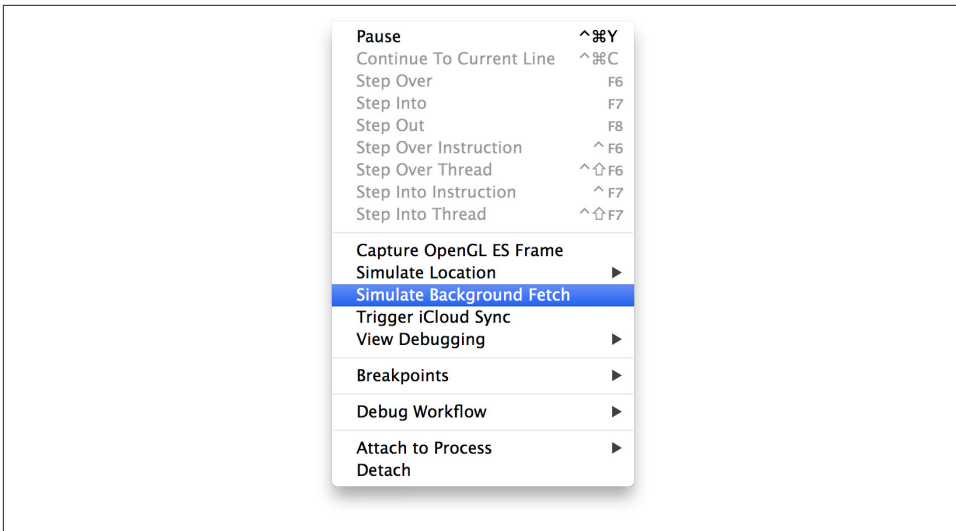 Pause ^⌘Y
Continue To Current Line ^⌘C
Step Over F6
Step Into F7
Step Out F8
Step Over Instruction ^ F6
Step Over Thread ^⇧F6
Step Into Instruction ^ F7
Step Into Thread ^⇧F7
Capture OpenGL ES Frame
Simulate Location ▶
Simulate Background Fetch
Trigger iCloud Sync
View Debugging ▶
Breakpoints ▶
Debug Workflow ▶
Attach to Process ▶
Detach